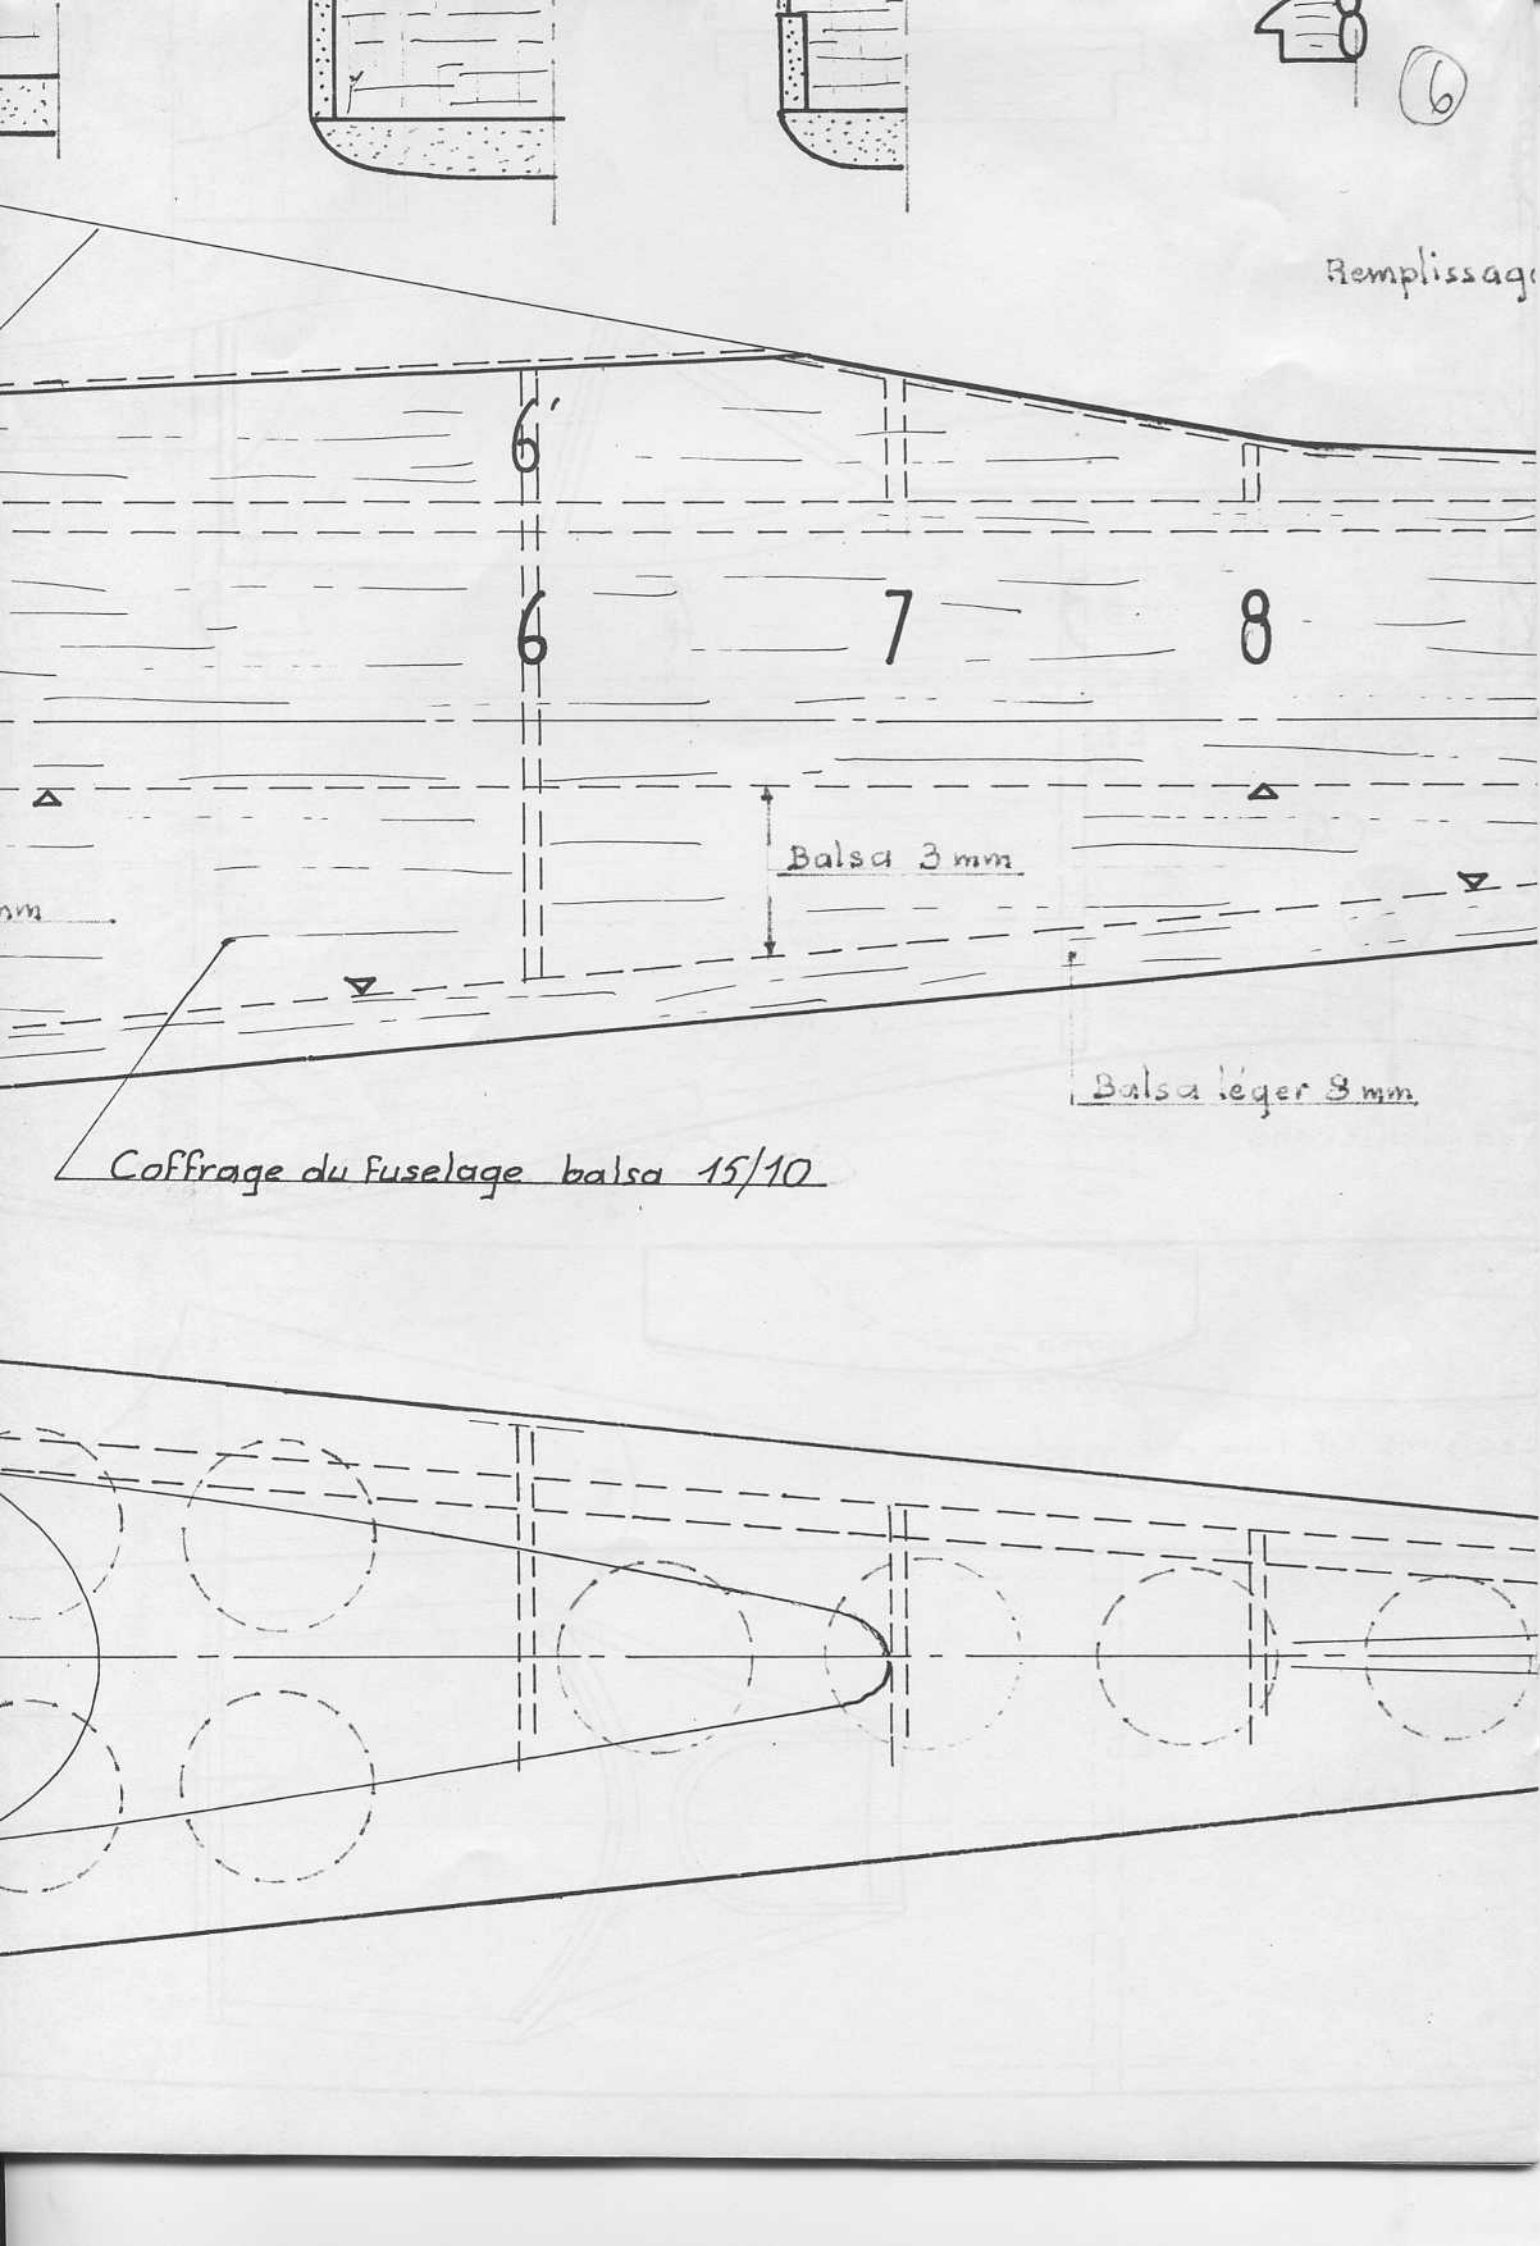 6
Remplissag
6'
6
7
8
Balsa 3 mm
mm
Balsa léger 8 mm
Coffrage du fuselage balsa 15/10